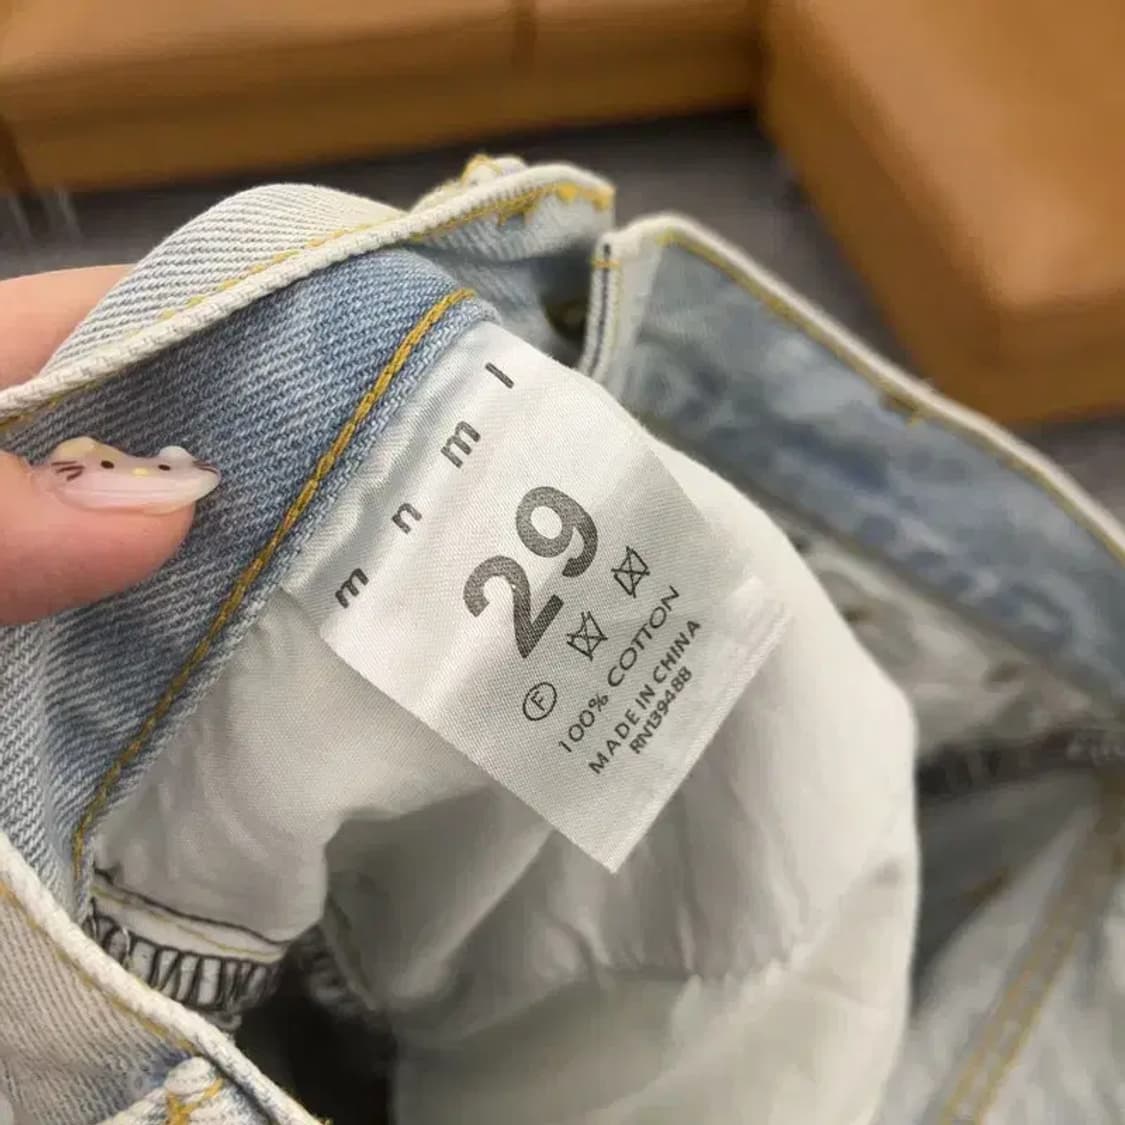 mnml
29
F
100% COTTON
MADE IN CHINA
RN139488